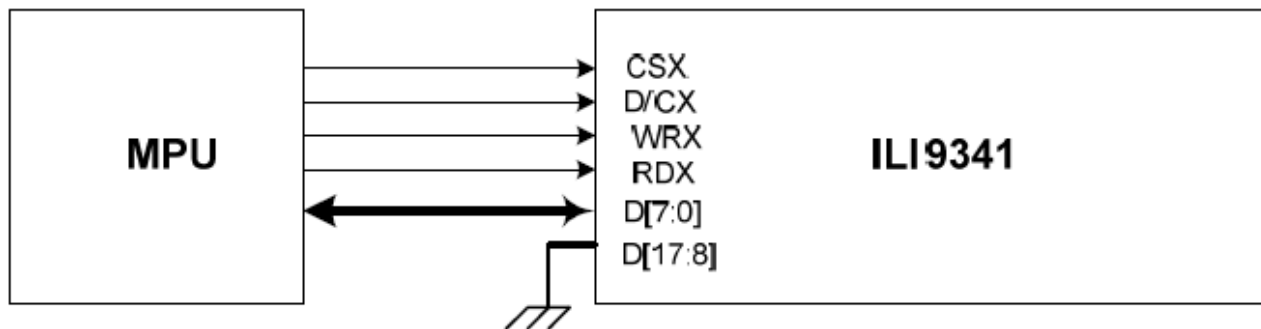 MPU
CSX
D/CX
WRX
RDX
D[7:0]
D[17:8]
ILI9341